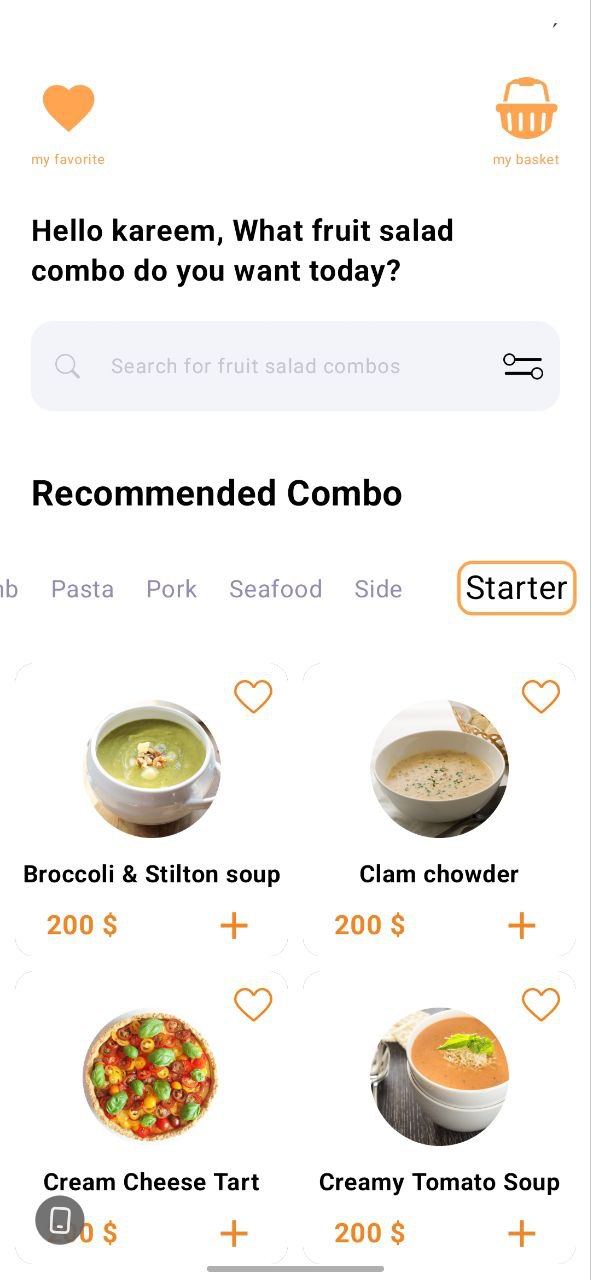 my favorite
my basket
Hello kareem, What fruit salad
combo do you want today?
Search for fruit salad combos
Recommended Combo
Pasta Pork Seafood Side Starter
Broccoli & Stilton soup
Clam chowder
200 $
+
200 $
+
Cream Cheese Tart
Creamy Tomato Soup
0 $
+
200 $
+